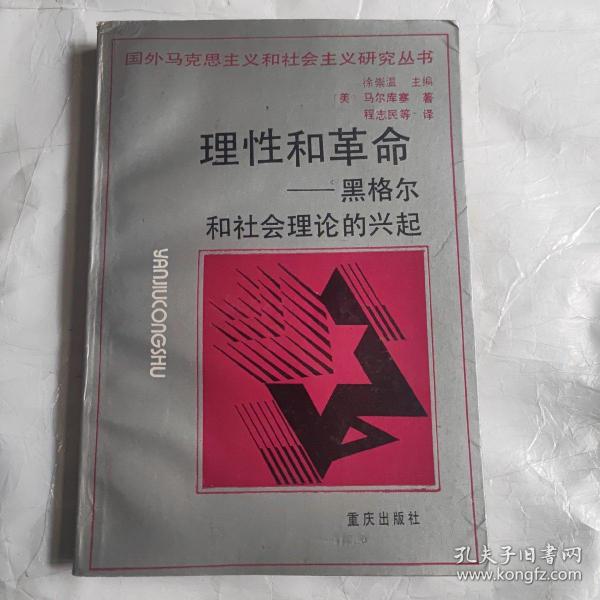 国外马克思主义和社会主义研究丛书
徐崇温 主编
〔美〕马尔库塞 著
程志民等 译
理性和革命
——黑格尔
和社会理论的兴起
YANJIUCONGSHU
重庆出版社
孔夫子旧书网
www.kongfz.com